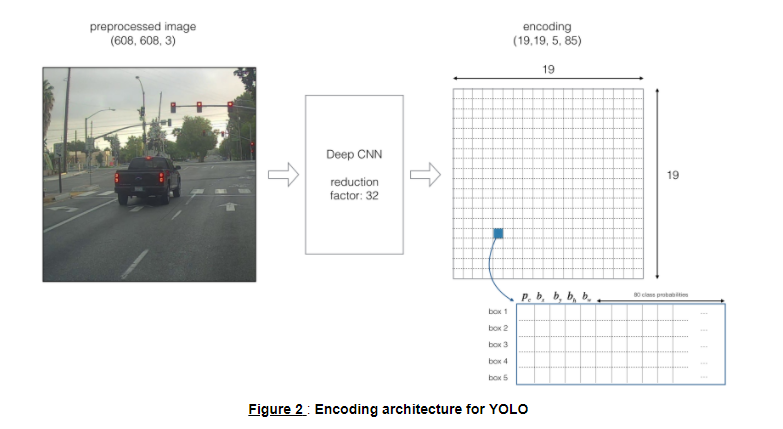 preprocessed image
(608, 608, 3)
encoding
(19,19, 5, 85)
19
Deep CNN
reduction
factor: 32
19
p_c b_x b_y b_h b_w
80 class probabilities
box 1
box 2
box 3
box 4
box 5
Figure 2 : Encoding architecture for YOLO